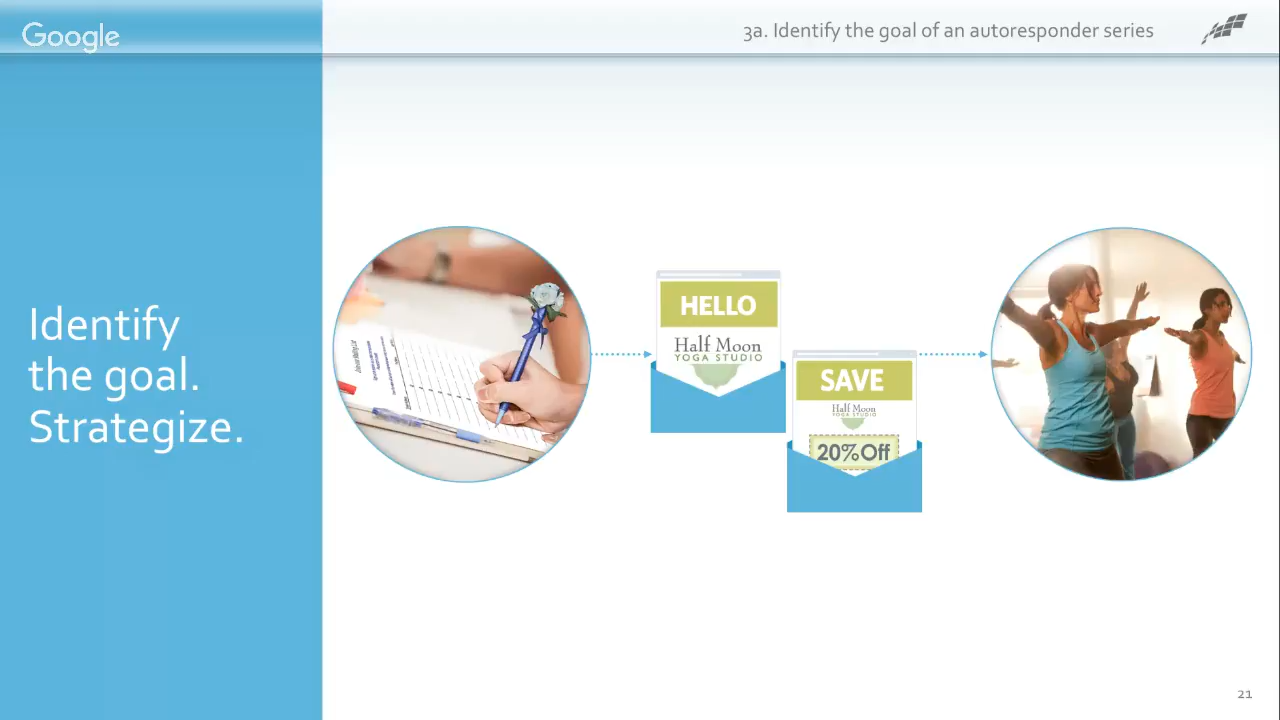 Google
3a. Identify the goal of an autoresponder series
Identify
the goal.
Strategize.
HELLO
Half Moon
YOGA STUDIO
SAVE
Half Moon
YOGA STUDIO
20%Off
21